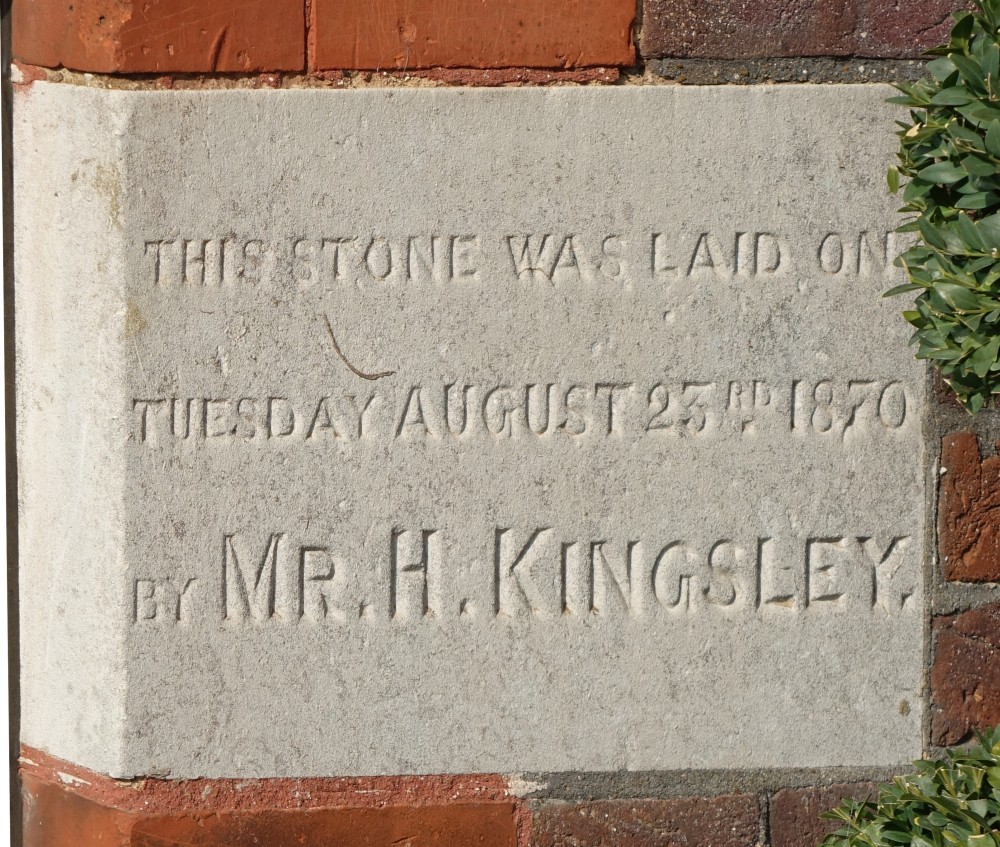 THIS STONE WAS LAID ON
TUESDAY AUGUST 23RD 1870
BY MR. H. KINGSLEY.